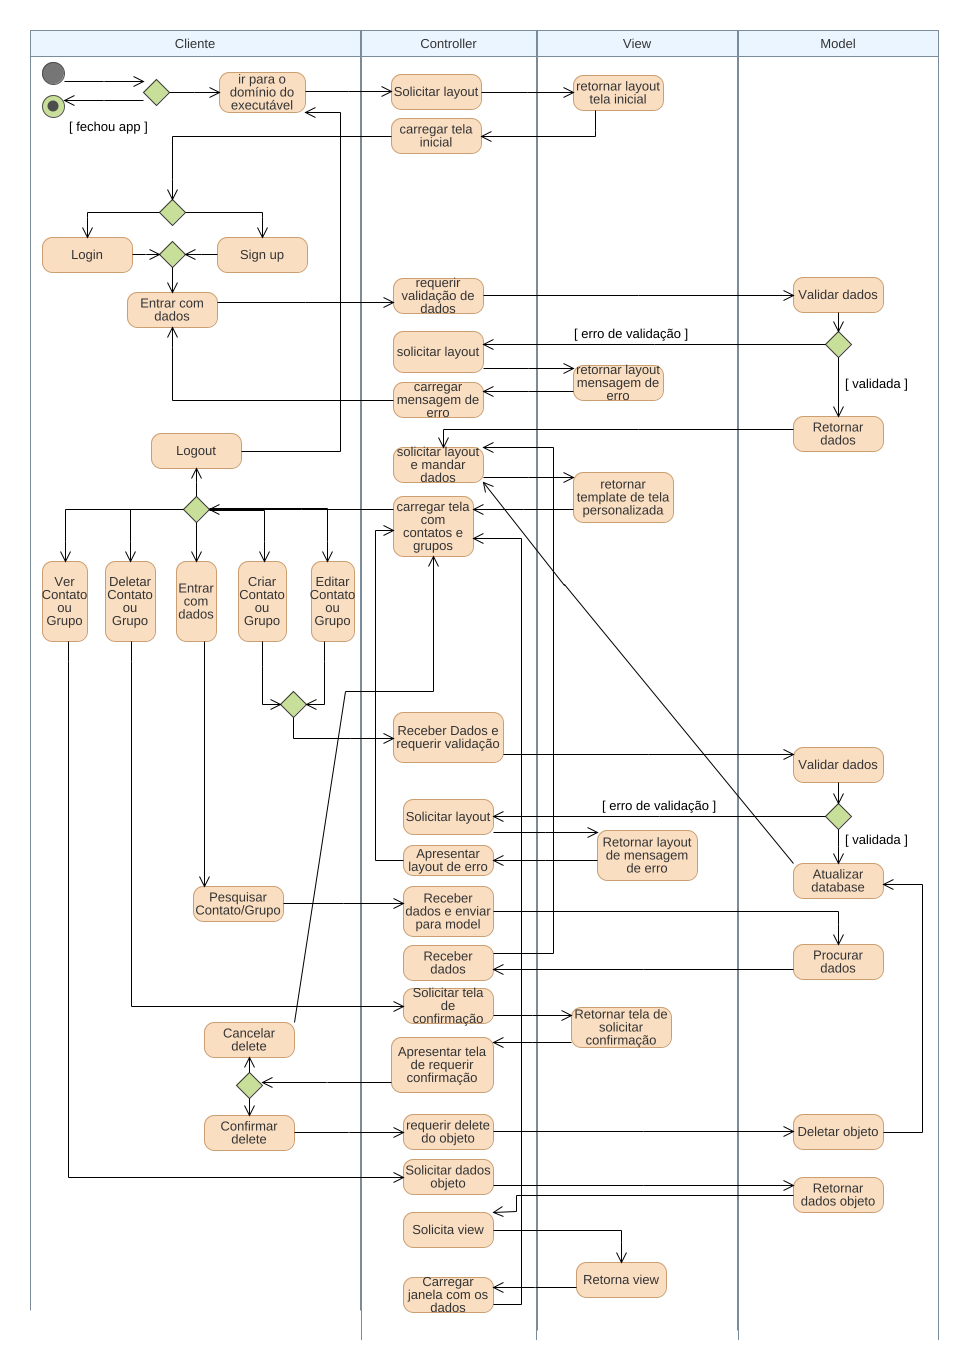 Cliente
Controller
View
Model
ir para o
domínio do
executável
Solicitar layout
retornar layout
tela inicial
[ fechou app ]
carregar tela
inicial
Login
Sign up
Entrar com
dados
requerir
validação de
dados
Validar dados
[ erro de validação ]
solicitar layout
retornar layout
mensagem de
erro
[ validada ]
carregar
mensagem de
erro
Retornar
dados
Logout
solicitar layout
e mandar
dados
retornar
template de tela
personalizada
carregar tela
com
contatos e
grupos
Ver
Contato
ou
Grupo
Deletar
Contato
ou
Grupo
Entrar
com
dados
Criar
Contato
ou
Grupo
Editar
Contato
ou
Grupo
Receber Dados e
requerir validação
Validar dados
[ erro de validação ]
Solicitar layout
[ validada ]
Retornar layout
de mensagem
de erro
Apresentar
layout de erro
Atualizar
database
Pesquisar
Contato/Grupo
Receber
dados e enviar
para model
Receber
dados
Procurar
dados
Solicitar tela
de
confirmação
Retornar tela de
solicitar
confirmação
Cancelar
delete
Apresentar tela
de requerir
confirmação
Confirmar
delete
requerir delete
do objeto
Deletar objeto
Solicitar dados
objeto
Retornar
dados objeto
Solicita view
Retorna view
Carregar
janela com os
dados